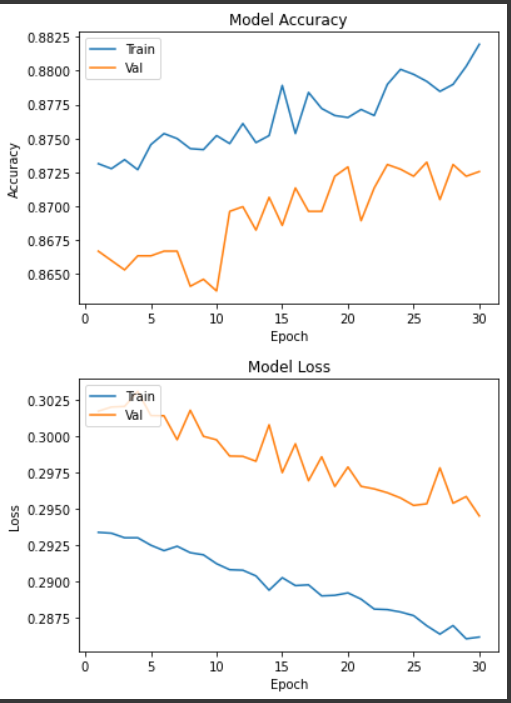 Model Accuracy
Train
Val
0.8825
0.8800
0.8775
0.8750
0.8725
0.8700
0.8675
0.8650
Accuracy
0 5 10 15 20 25 30
Epoch
Model Loss
Train
Val
0.3025
0.3000
0.2975
0.2950
0.2925
0.2900
0.2875
Loss
0 5 10 15 20 25 30
Epoch